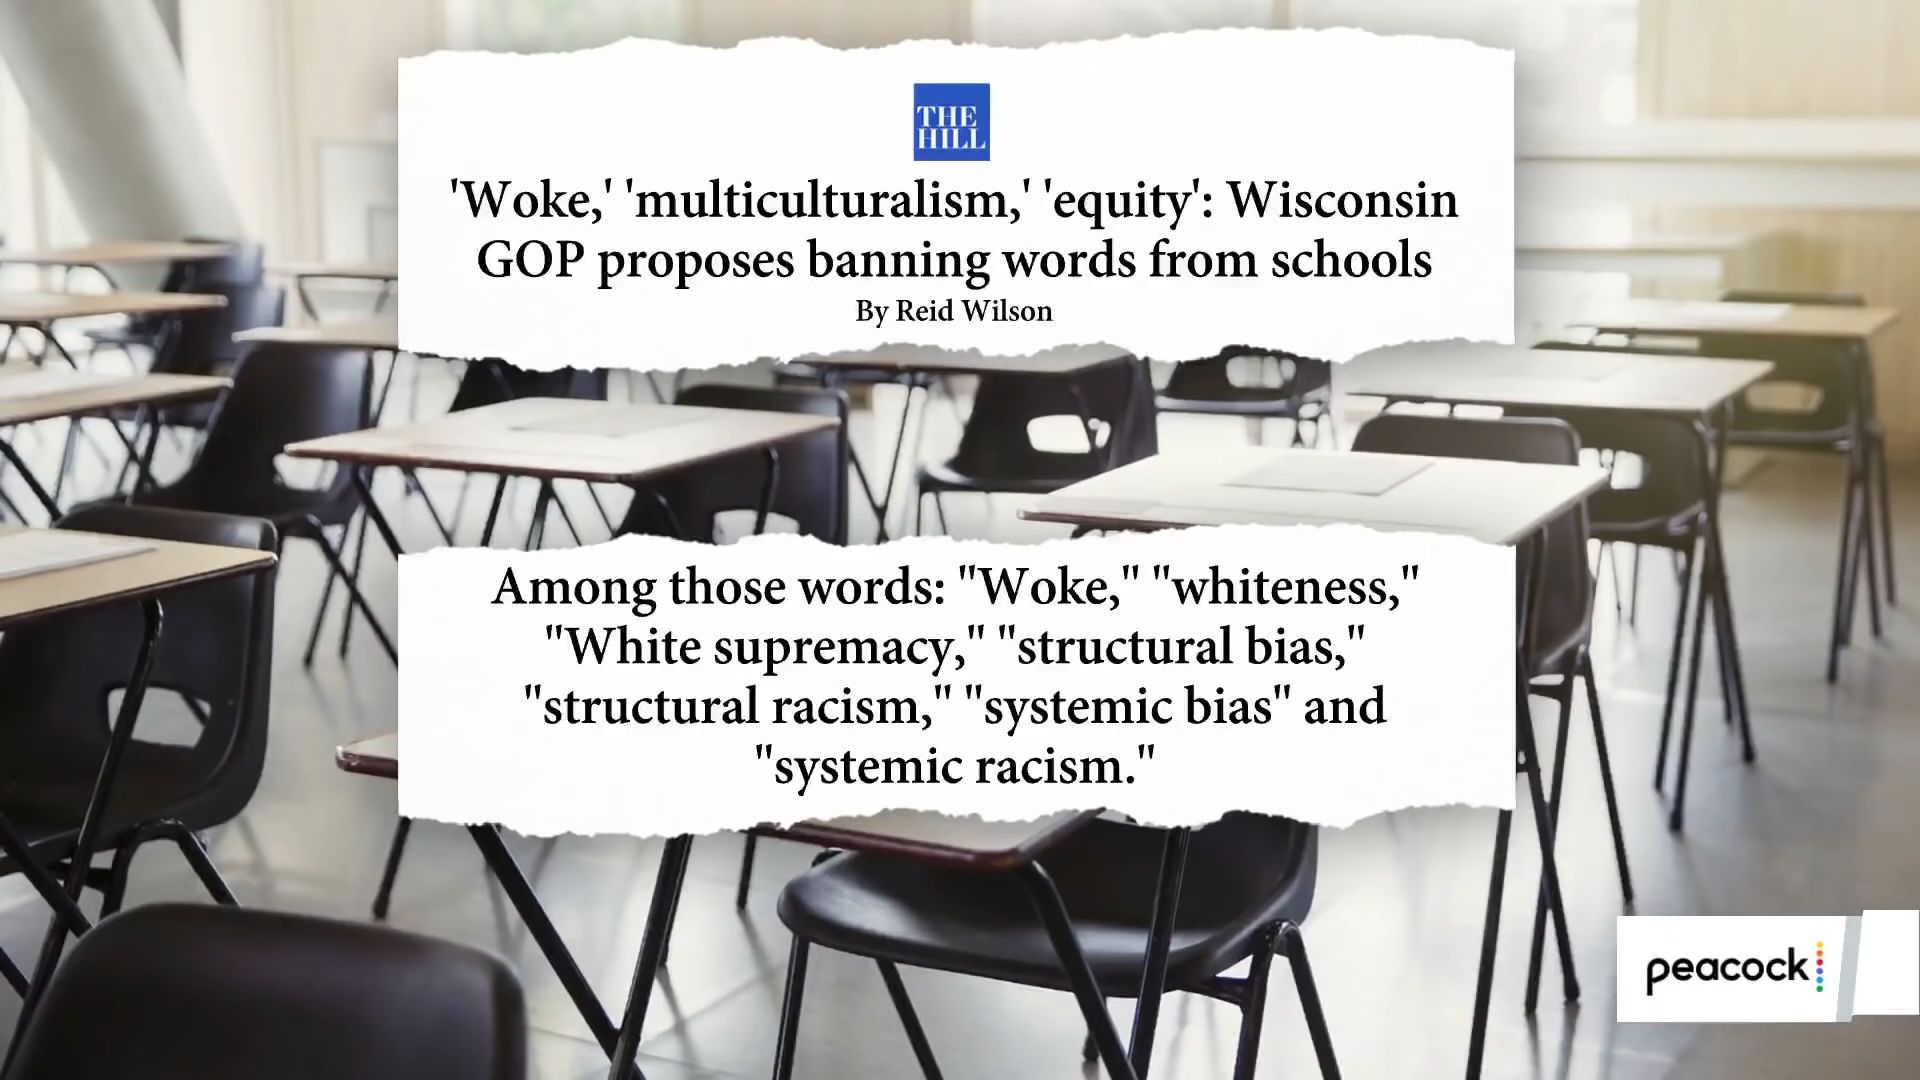 THE
HILL
'Woke,' 'multiculturalism,' 'equity': Wisconsin
GOP proposes banning words from schools
By Reid Wilson
Among those words: "Woke," "whiteness,"
"White supremacy," "structural bias,"
"structural racism," "systemic bias" and
"systemic racism."
peacock